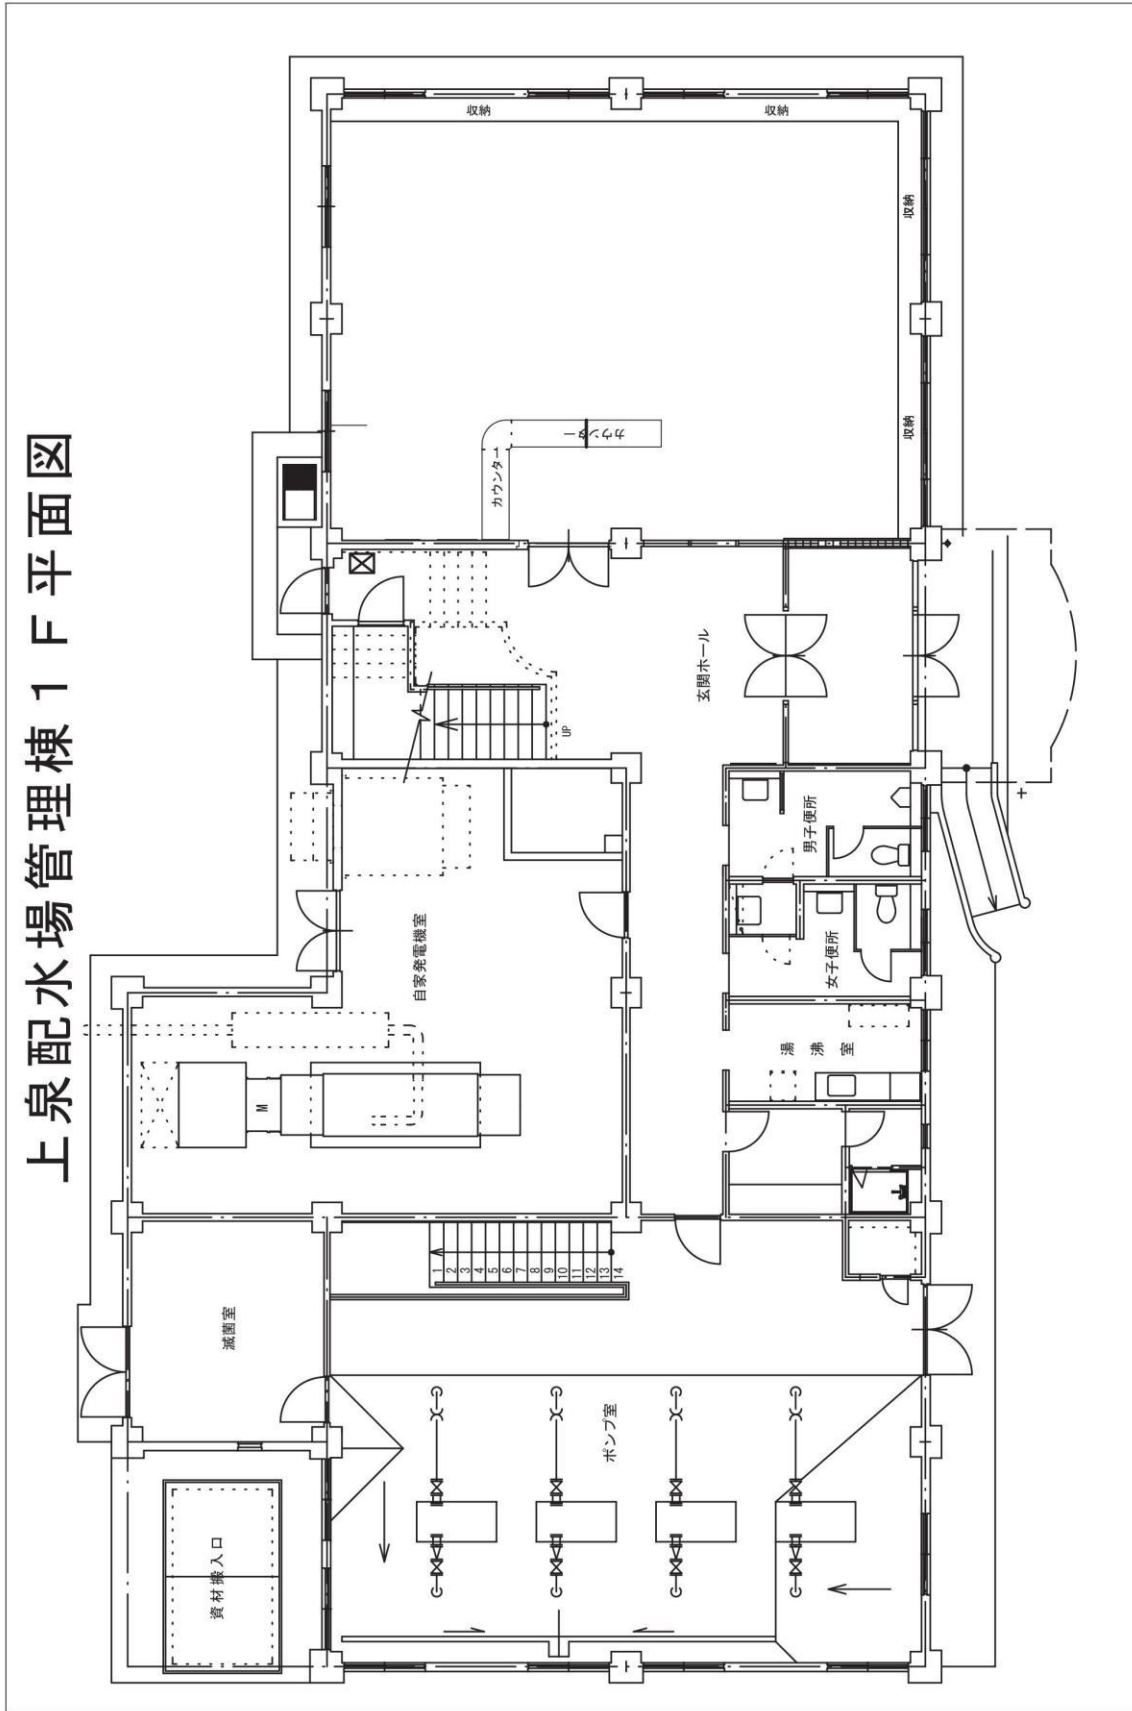 上泉配水場管理棟１Ｆ平面図
資材搬入口
滅菌室
自家発電機室
M
ポンプ室
1
2
3
4
5
6
7
8
9
10
11
12
13
14
湯沸室
女子便所
男子便所
玄関ホール
UP
カウンター
カウンター
収納
収納
収納
収納